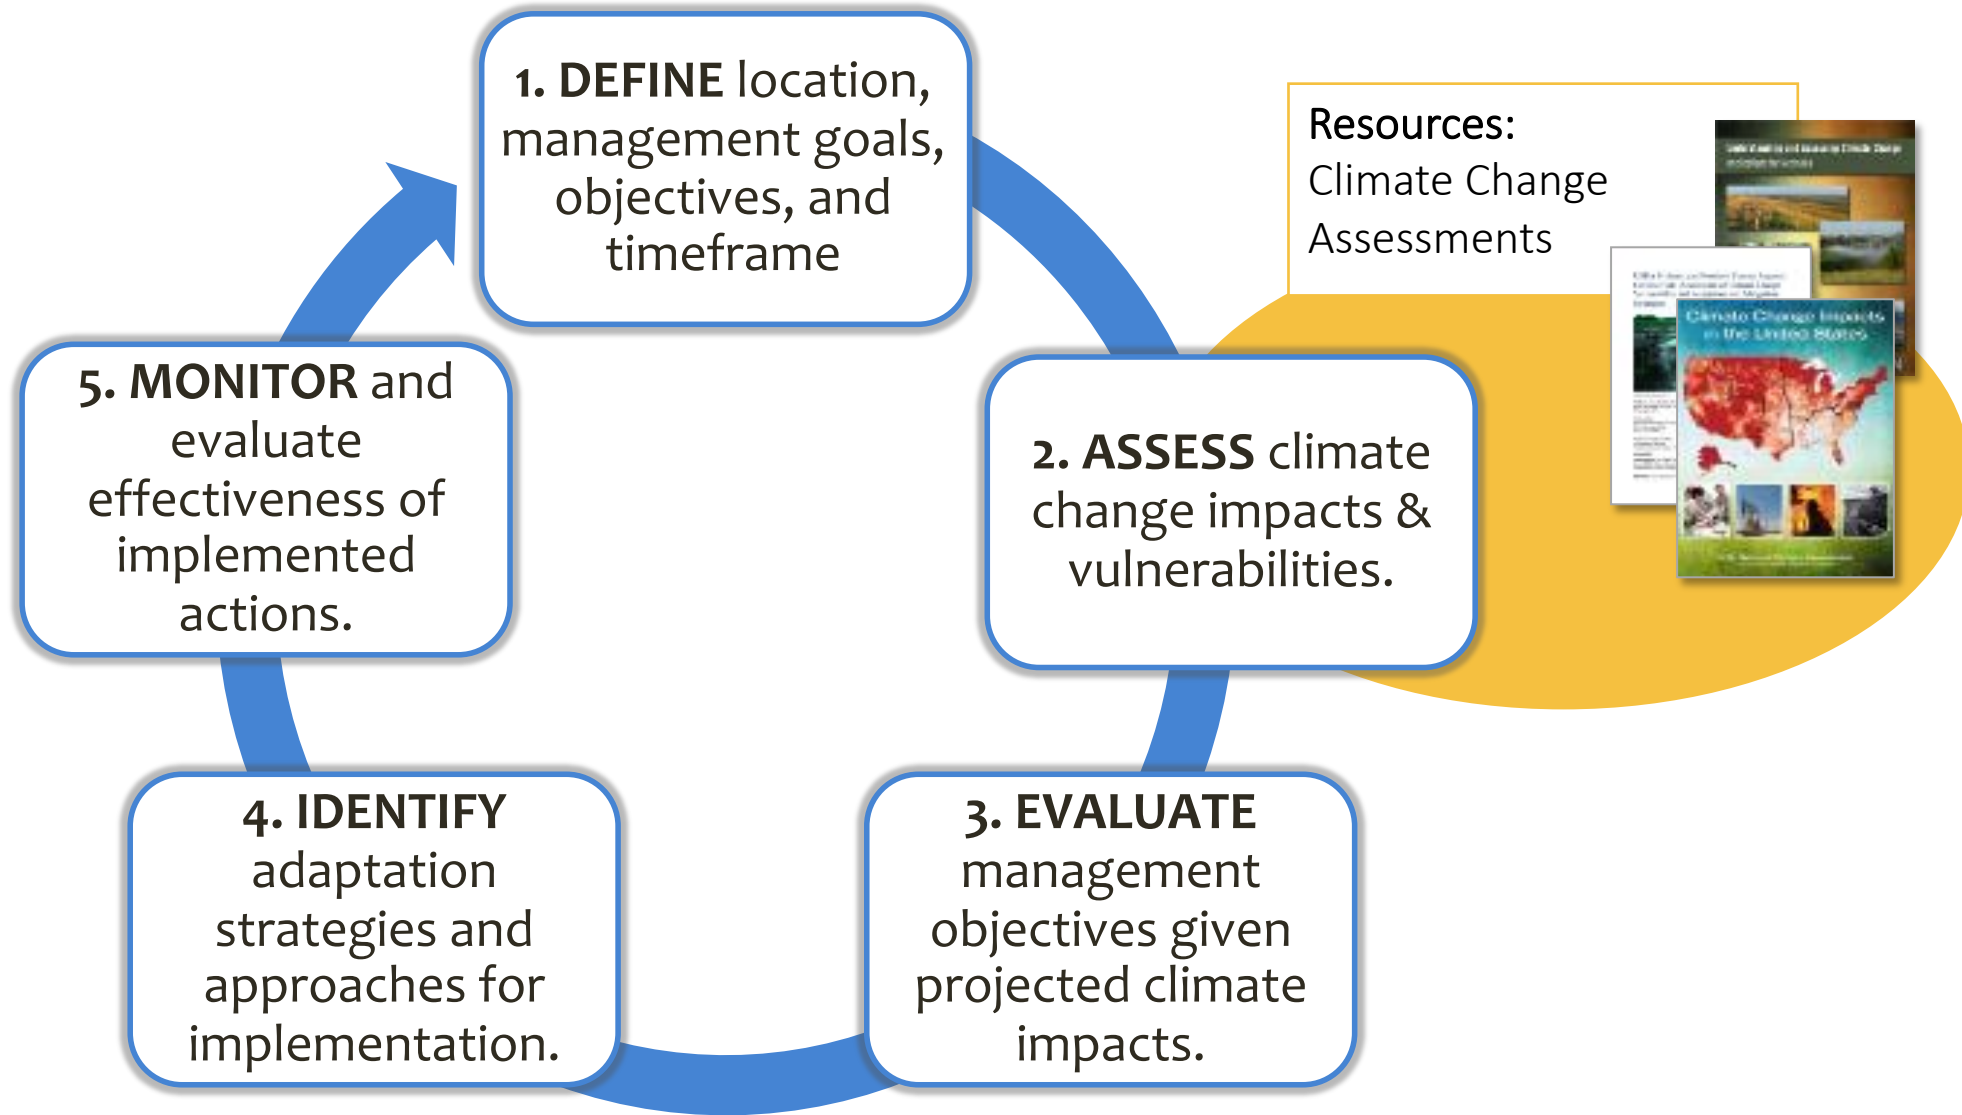 1. DEFINE location,
management goals,
objectives, and
timeframe
Resources:
Climate Change
Assessments
Climate Change Impacts
in the United States
2. ASSESS climate
change impacts &
vulnerabilities.
3. EVALUATE
management
objectives given
projected climate
impacts.
4. IDENTIFY
adaptation
strategies and
approaches for
implementation.
5. MONITOR and
evaluate
effectiveness of
implemented
actions.